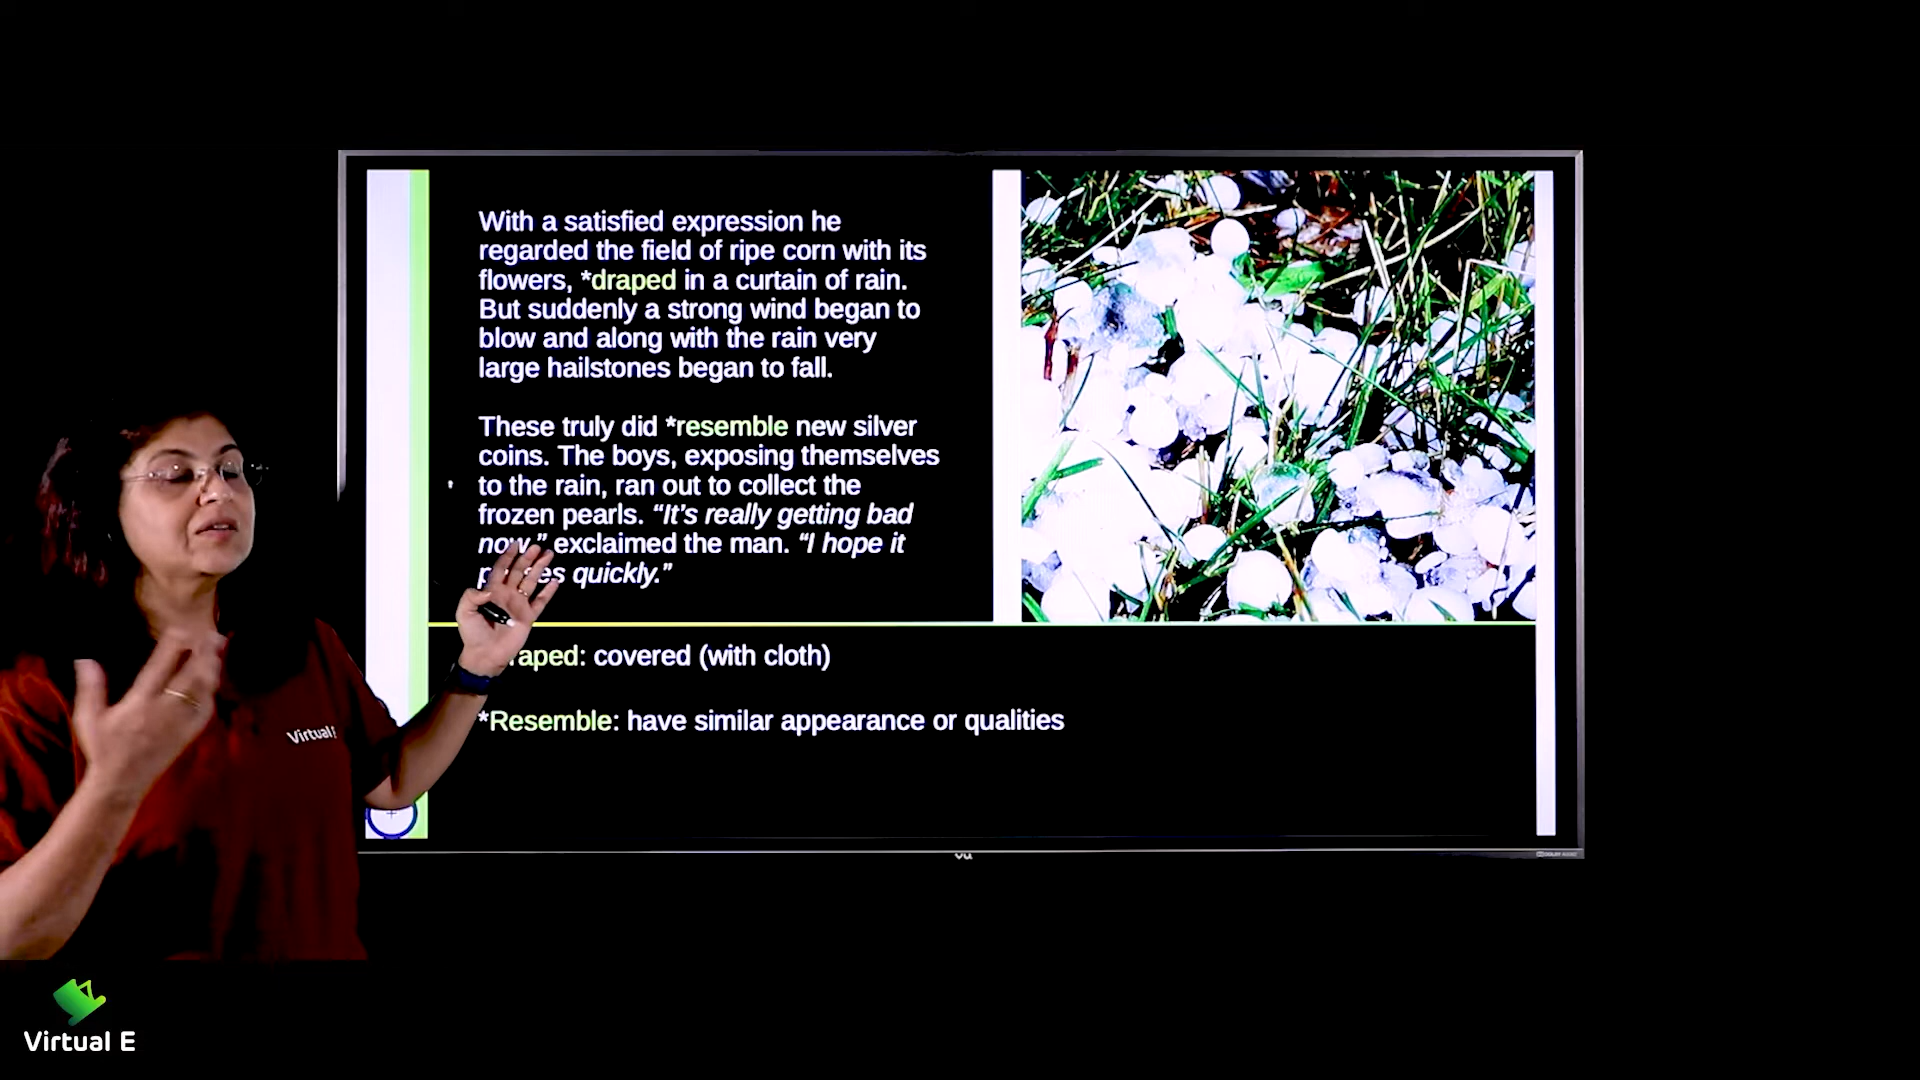 With a satisfied expression he
regarded the field of ripe corn with its
flowers, *draped in a curtain of rain.
But suddenly a strong wind began to
blow and along with the rain very
large hailstones began to fall.
These truly did *resemble new silver
coins. The boys, exposing themselves
to the rain, ran out to collect the
frozen pearls. “It’s really getting bad
now,” exclaimed the man. “I hope it
quickly.”
covered (with cloth)
*Resemble: have similar appearance or qualities
Virtual
vu
Virtual E